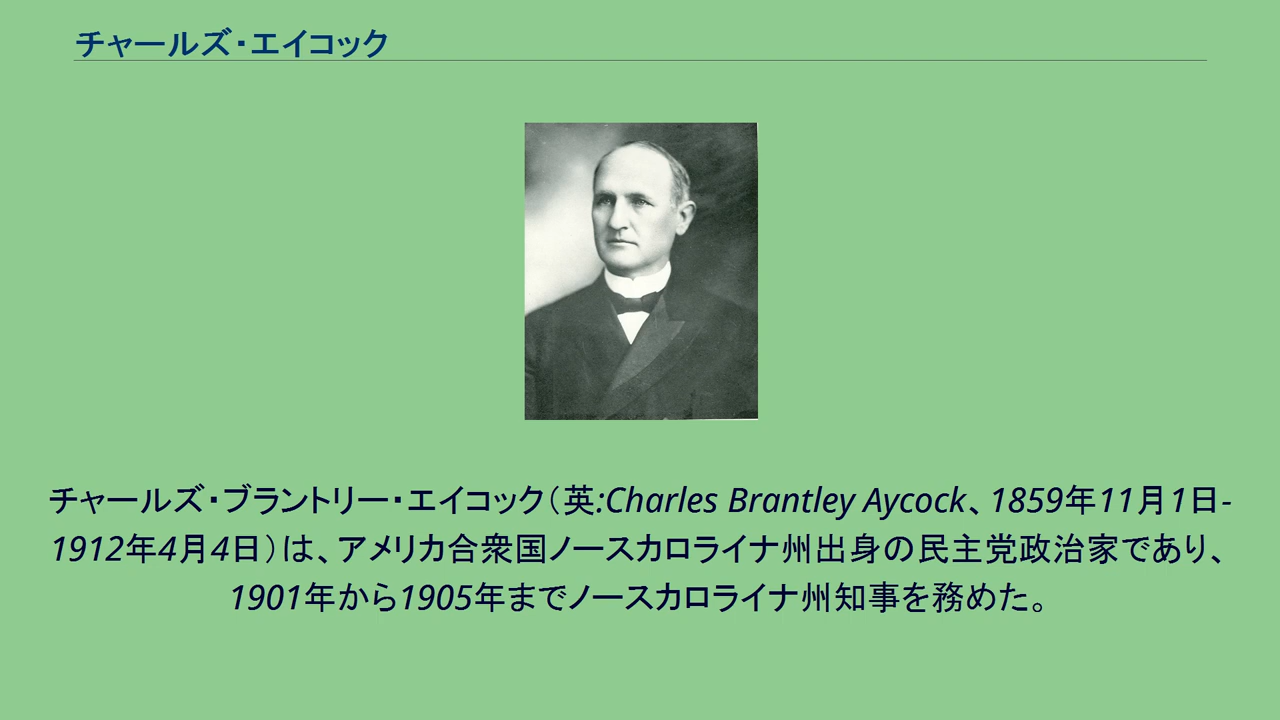 チャールズ・エイコック
チャールズ・ブラントリー・エイコック（英:Charles Brantley Aycock、1859年11月1日-
1912年4月4日）は、アメリカ合衆国ノースカロライナ州出身の民主党政治家であり、
1901年から1905年までノースカロライナ州知事を務めた。